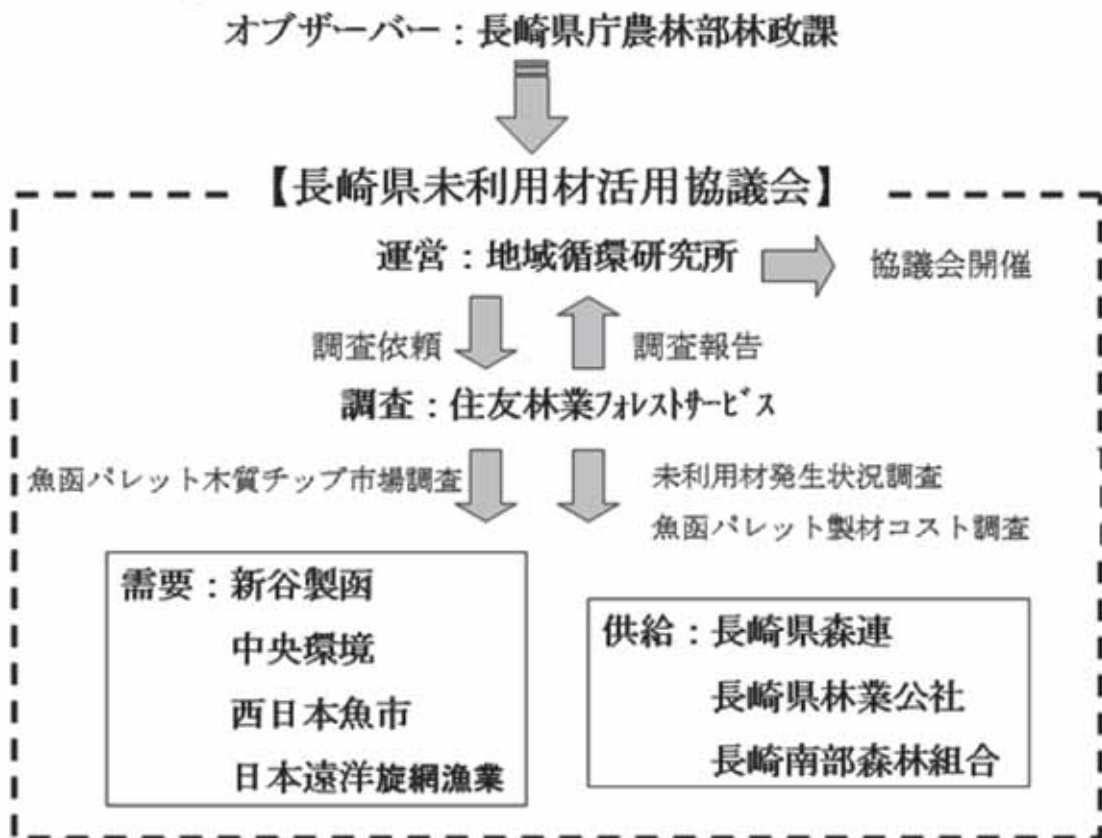 オブザーバー：長崎県庁農林部林政課
【長崎県未利用材活用協議会】
運営：地域循環研究所
協議会開催
調査依頼
調査報告
調査：住友林業ﾌｫﾚｽﾄｻｰﾋﾞｽ
魚函パレット木質チップ市場調査
未利用材発生状況調査
魚函パレット製材コスト調査
需要：新谷製函
中央環境
西日本魚市
日本遠洋旋網漁業
供給：長崎県森連
長崎県林業公社
長崎南部森林組合